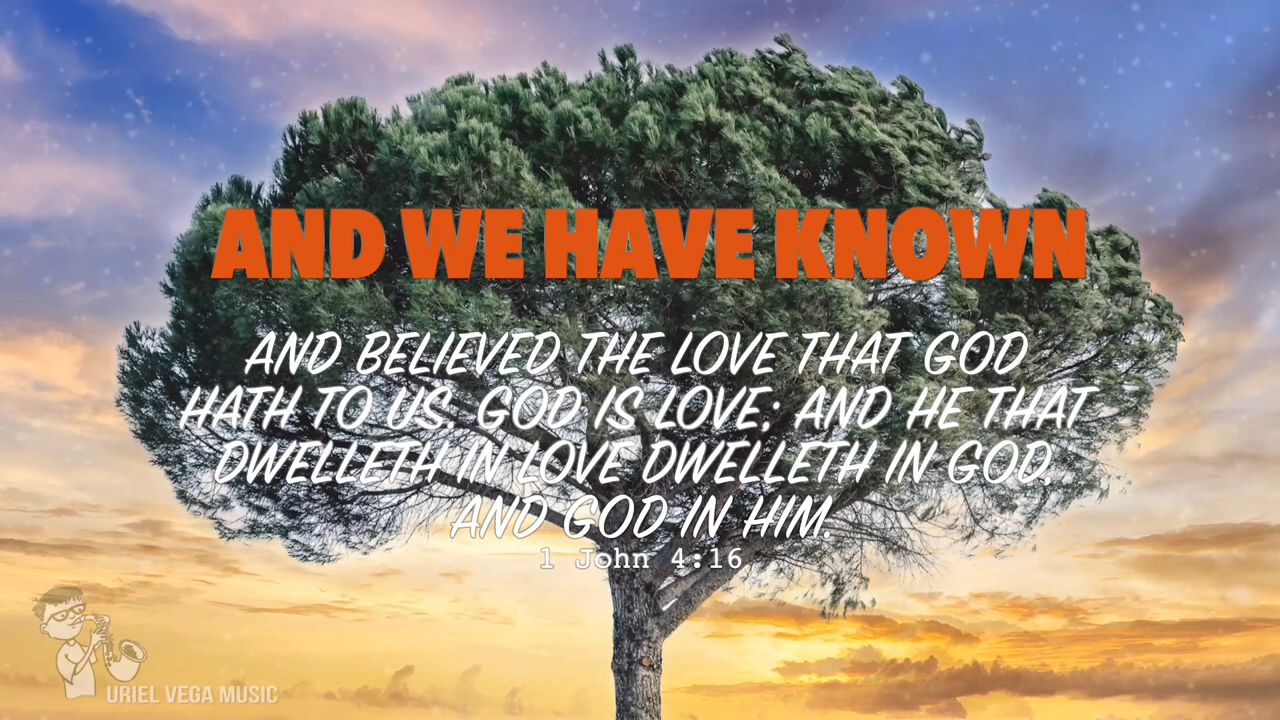 AND WE HAVE KNOWN
AND BELIEVED THE LOVE THAT GOD
HATH TO US. GOD IS LOVE; AND HE THAT
DWELLETH IN LOVE DWELLETH IN GOD,
AND GOD IN HIM.
1 John 4:16
URIEL VEGA MUSIC